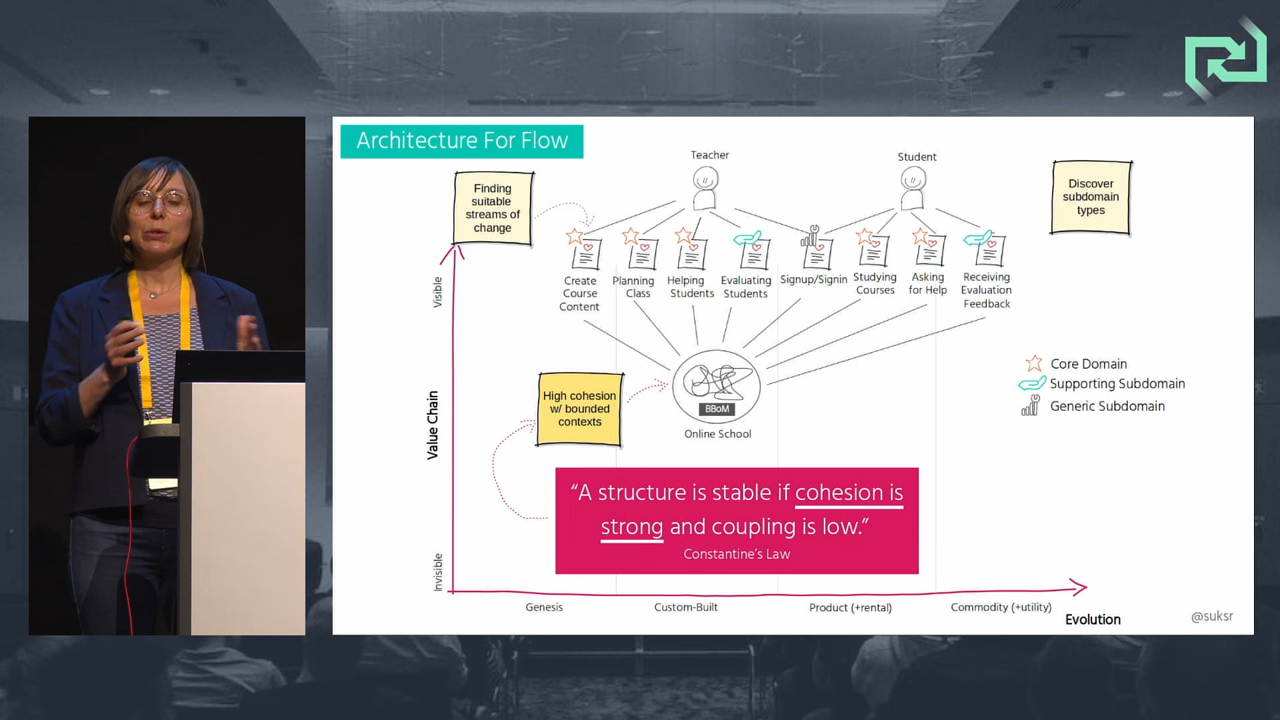 Architecture For Flow
Teacher
Student
Finding
suitable
streams of
change
Discover
subdomain
types
Create
Course
Content
Planning
Class
Helping
Students
Evaluating
Students
Signup/Signin
Studying
Courses
Asking
for Help
Receiving
Evaluation
Feedback
Visible
Value Chain
Invisible
High cohesion
w/ bounded
contexts
BBoM
Online School
Core Domain
Supporting Subdomain
Generic Subdomain
“A structure is stable if cohesion is
strong and coupling is low.”
Constantine's Law
Genesis
Custom-Built
Product (+rental)
Commodity (+utility)
Evolution
@suksr